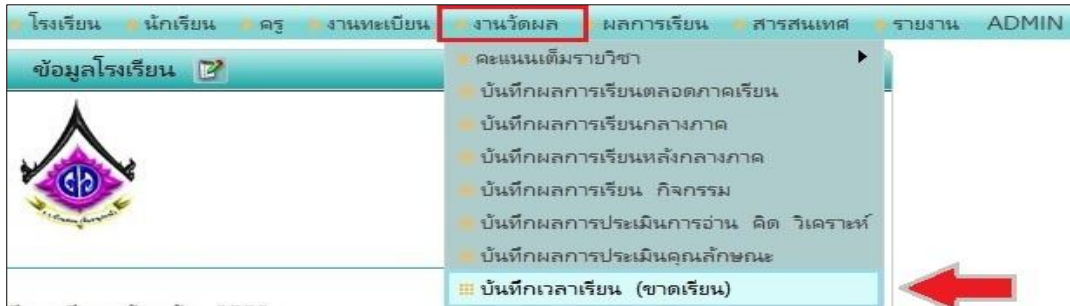 โรงเรียน นักเรียน ครู งานทะเบียน งานวัดผล ผลการเรียน สารสนเทศ รายงาน ADMIN
ข้อมูลโรงเรียน
คะแนนเต็มรายวิชา
บันทึกผลการเรียนตลอดภาคเรียน
บันทึกผลการเรียนกลางภาค
บันทึกผลการเรียนหลังกลางภาค
บันทึกผลการเรียน กิจกรรม
บันทึกผลการประเมินการอ่าน คิด วิเคราะห์
บันทึกผลการประเมินคุณลักษณะ
บันทึกเวลาเรียน (ขาดเรียน)